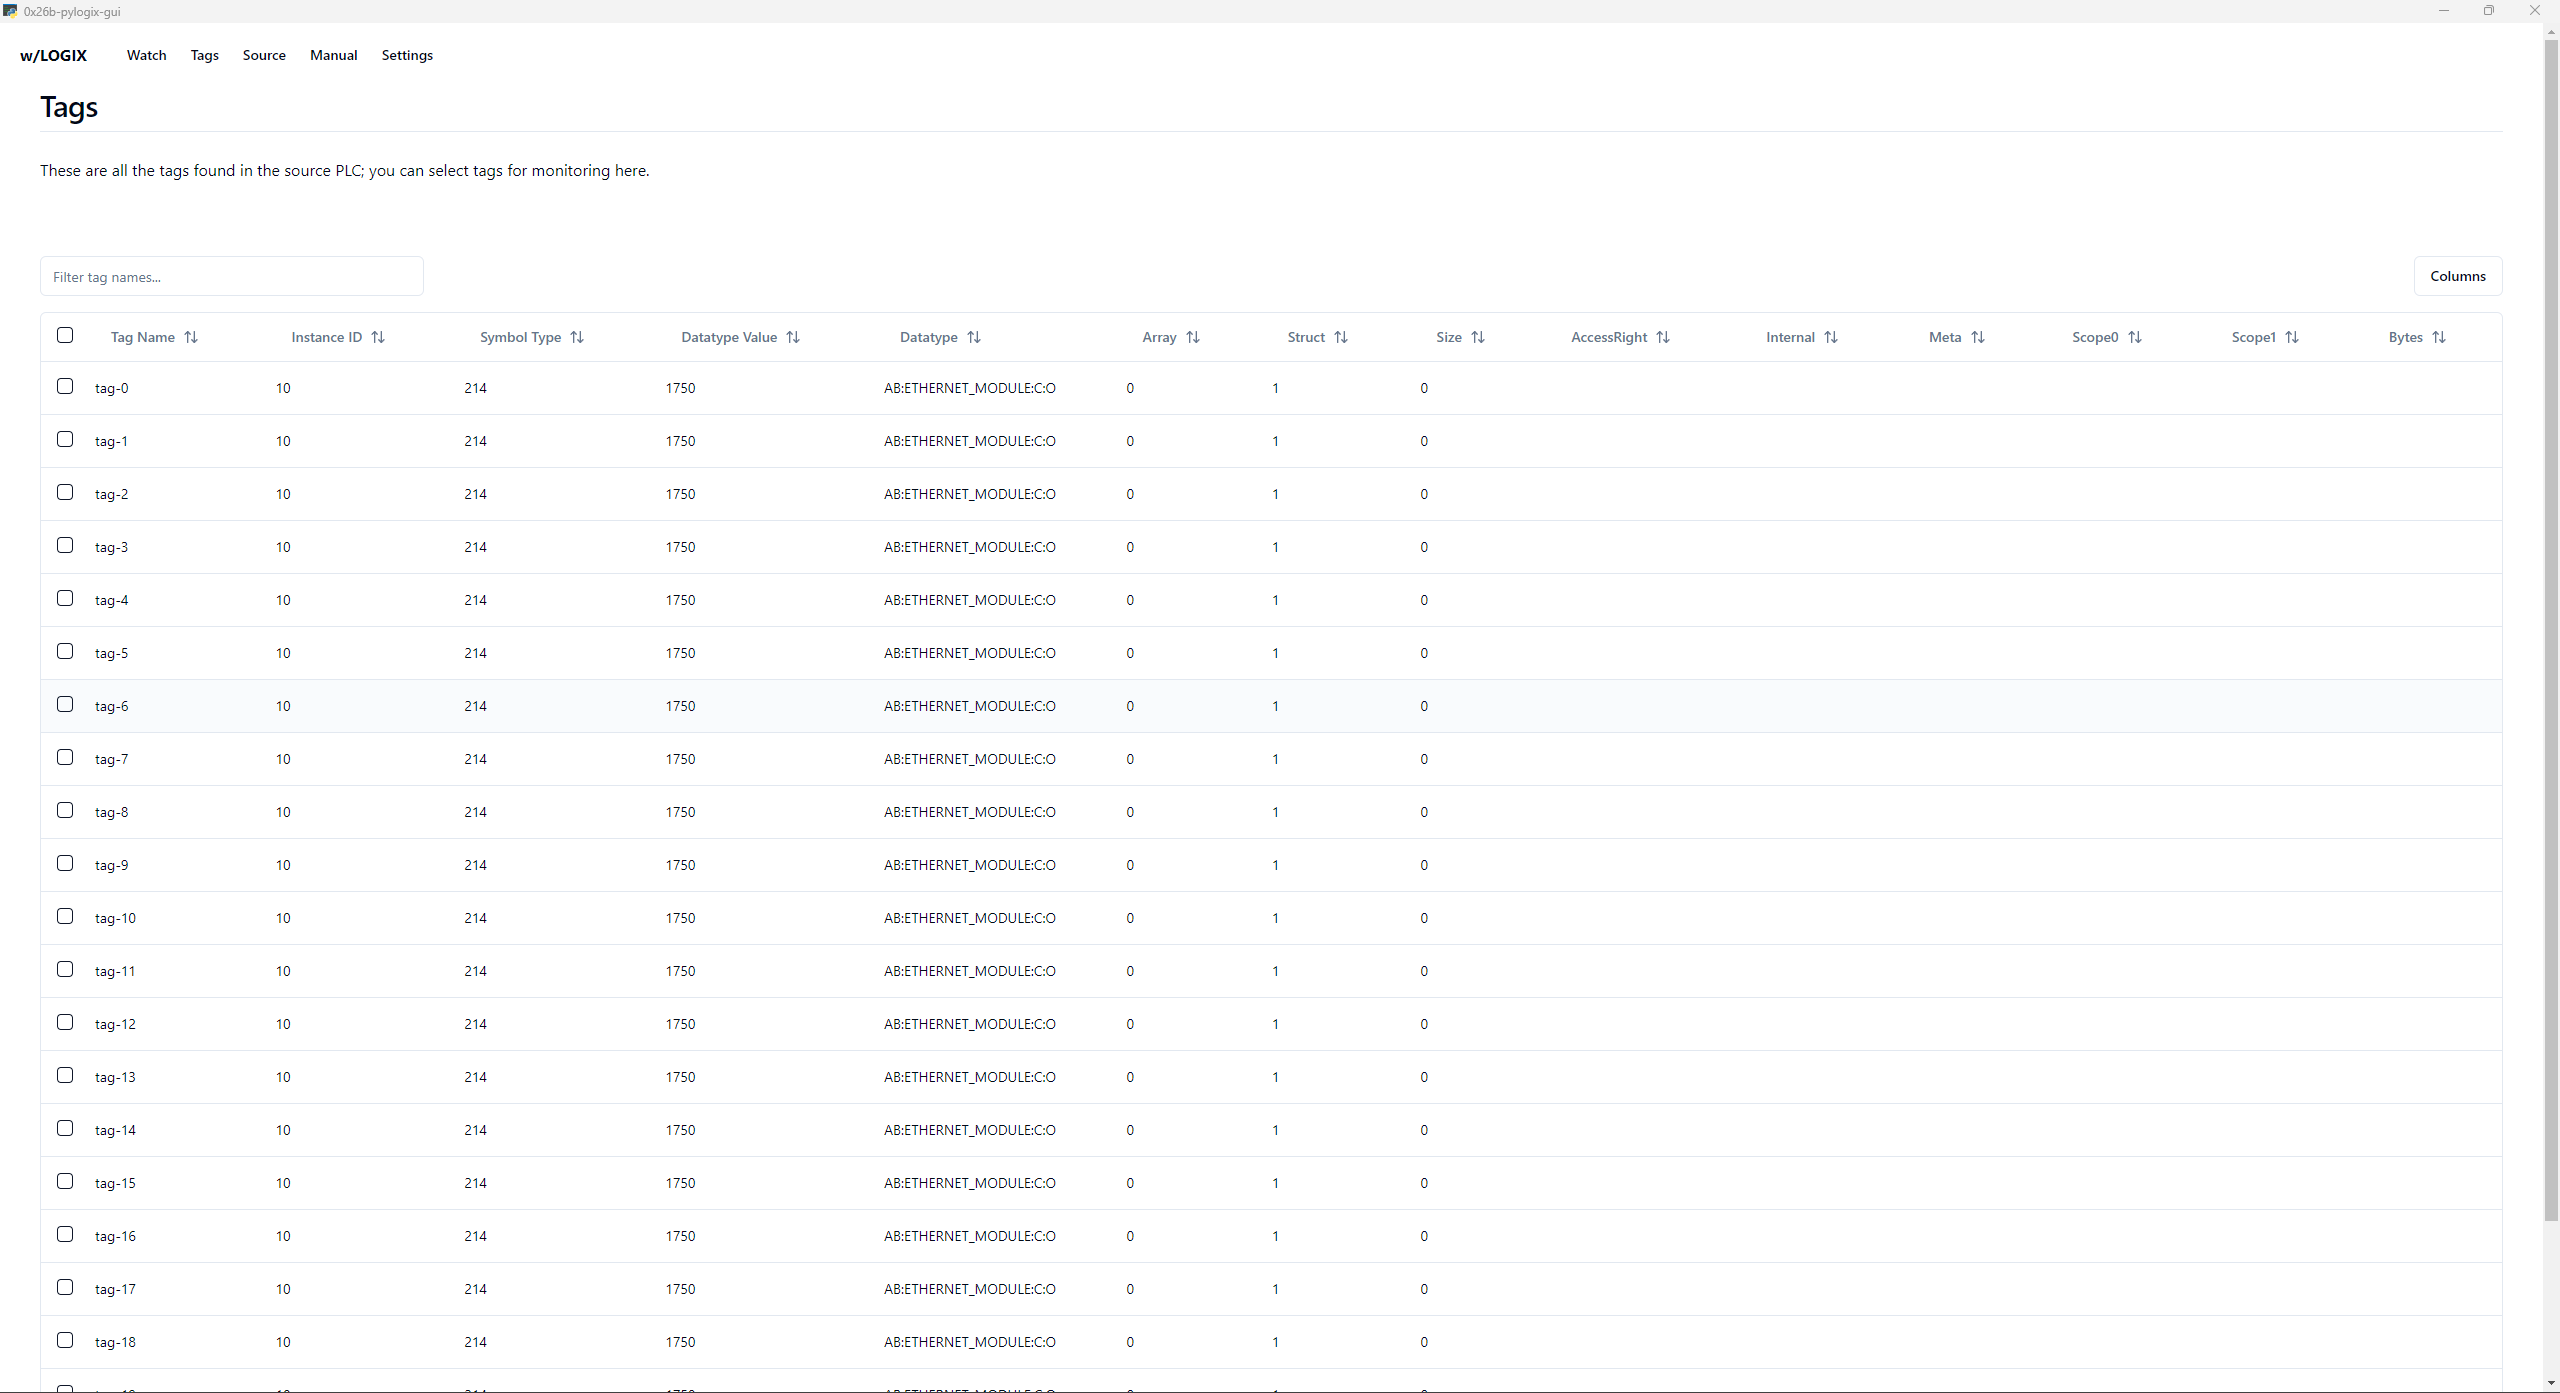 0x26b-pylogix-gui
w/LOGIX Watch Tags Source Manual Settings
Tags
These are all the tags found in the source PLC; you can select tags for monitoring here.
Filter tag names...
Columns
Tag Name Instance ID Symbol Type Datatype Value Datatype Array Struct Size AccessRight Internal Meta Scope0 Scope1 Bytes
tag-0 10 214 1750 AB:ETHERNET_MODULE:C:O 0 1 0
tag-1 10 214 1750 AB:ETHERNET_MODULE:C:O 0 1 0
tag-2 10 214 1750 AB:ETHERNET_MODULE:C:O 0 1 0
tag-3 10 214 1750 AB:ETHERNET_MODULE:C:O 0 1 0
tag-4 10 214 1750 AB:ETHERNET_MODULE:C:O 0 1 0
tag-5 10 214 1750 AB:ETHERNET_MODULE:C:O 0 1 0
tag-6 10 214 1750 AB:ETHERNET_MODULE:C:O 0 1 0
tag-7 10 214 1750 AB:ETHERNET_MODULE:C:O 0 1 0
tag-8 10 214 1750 AB:ETHERNET_MODULE:C:O 0 1 0
tag-9 10 214 1750 AB:ETHERNET_MODULE:C:O 0 1 0
tag-10 10 214 1750 AB:ETHERNET_MODULE:C:O 0 1 0
tag-11 10 214 1750 AB:ETHERNET_MODULE:C:O 0 1 0
tag-12 10 214 1750 AB:ETHERNET_MODULE:C:O 0 1 0
tag-13 10 214 1750 AB:ETHERNET_MODULE:C:O 0 1 0
tag-14 10 214 1750 AB:ETHERNET_MODULE:C:O 0 1 0
tag-15 10 214 1750 AB:ETHERNET_MODULE:C:O 0 1 0
tag-16 10 214 1750 AB:ETHERNET_MODULE:C:O 0 1 0
tag-17 10 214 1750 AB:ETHERNET_MODULE:C:O 0 1 0
tag-18 10 214 1750 AB:ETHERNET_MODULE:C:O 0 1 0